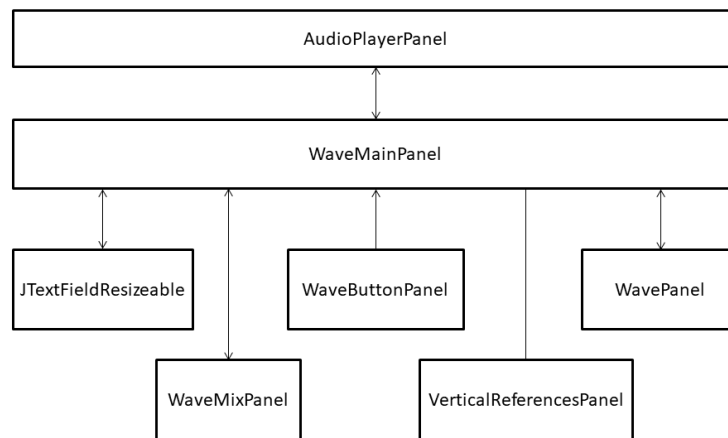 AudioPlayerPanel
WaveMainPanel
JTextFieldResizeable
WaveButtonPanel
WavePanel
WaveMixPanel
VerticalReferencesPanel